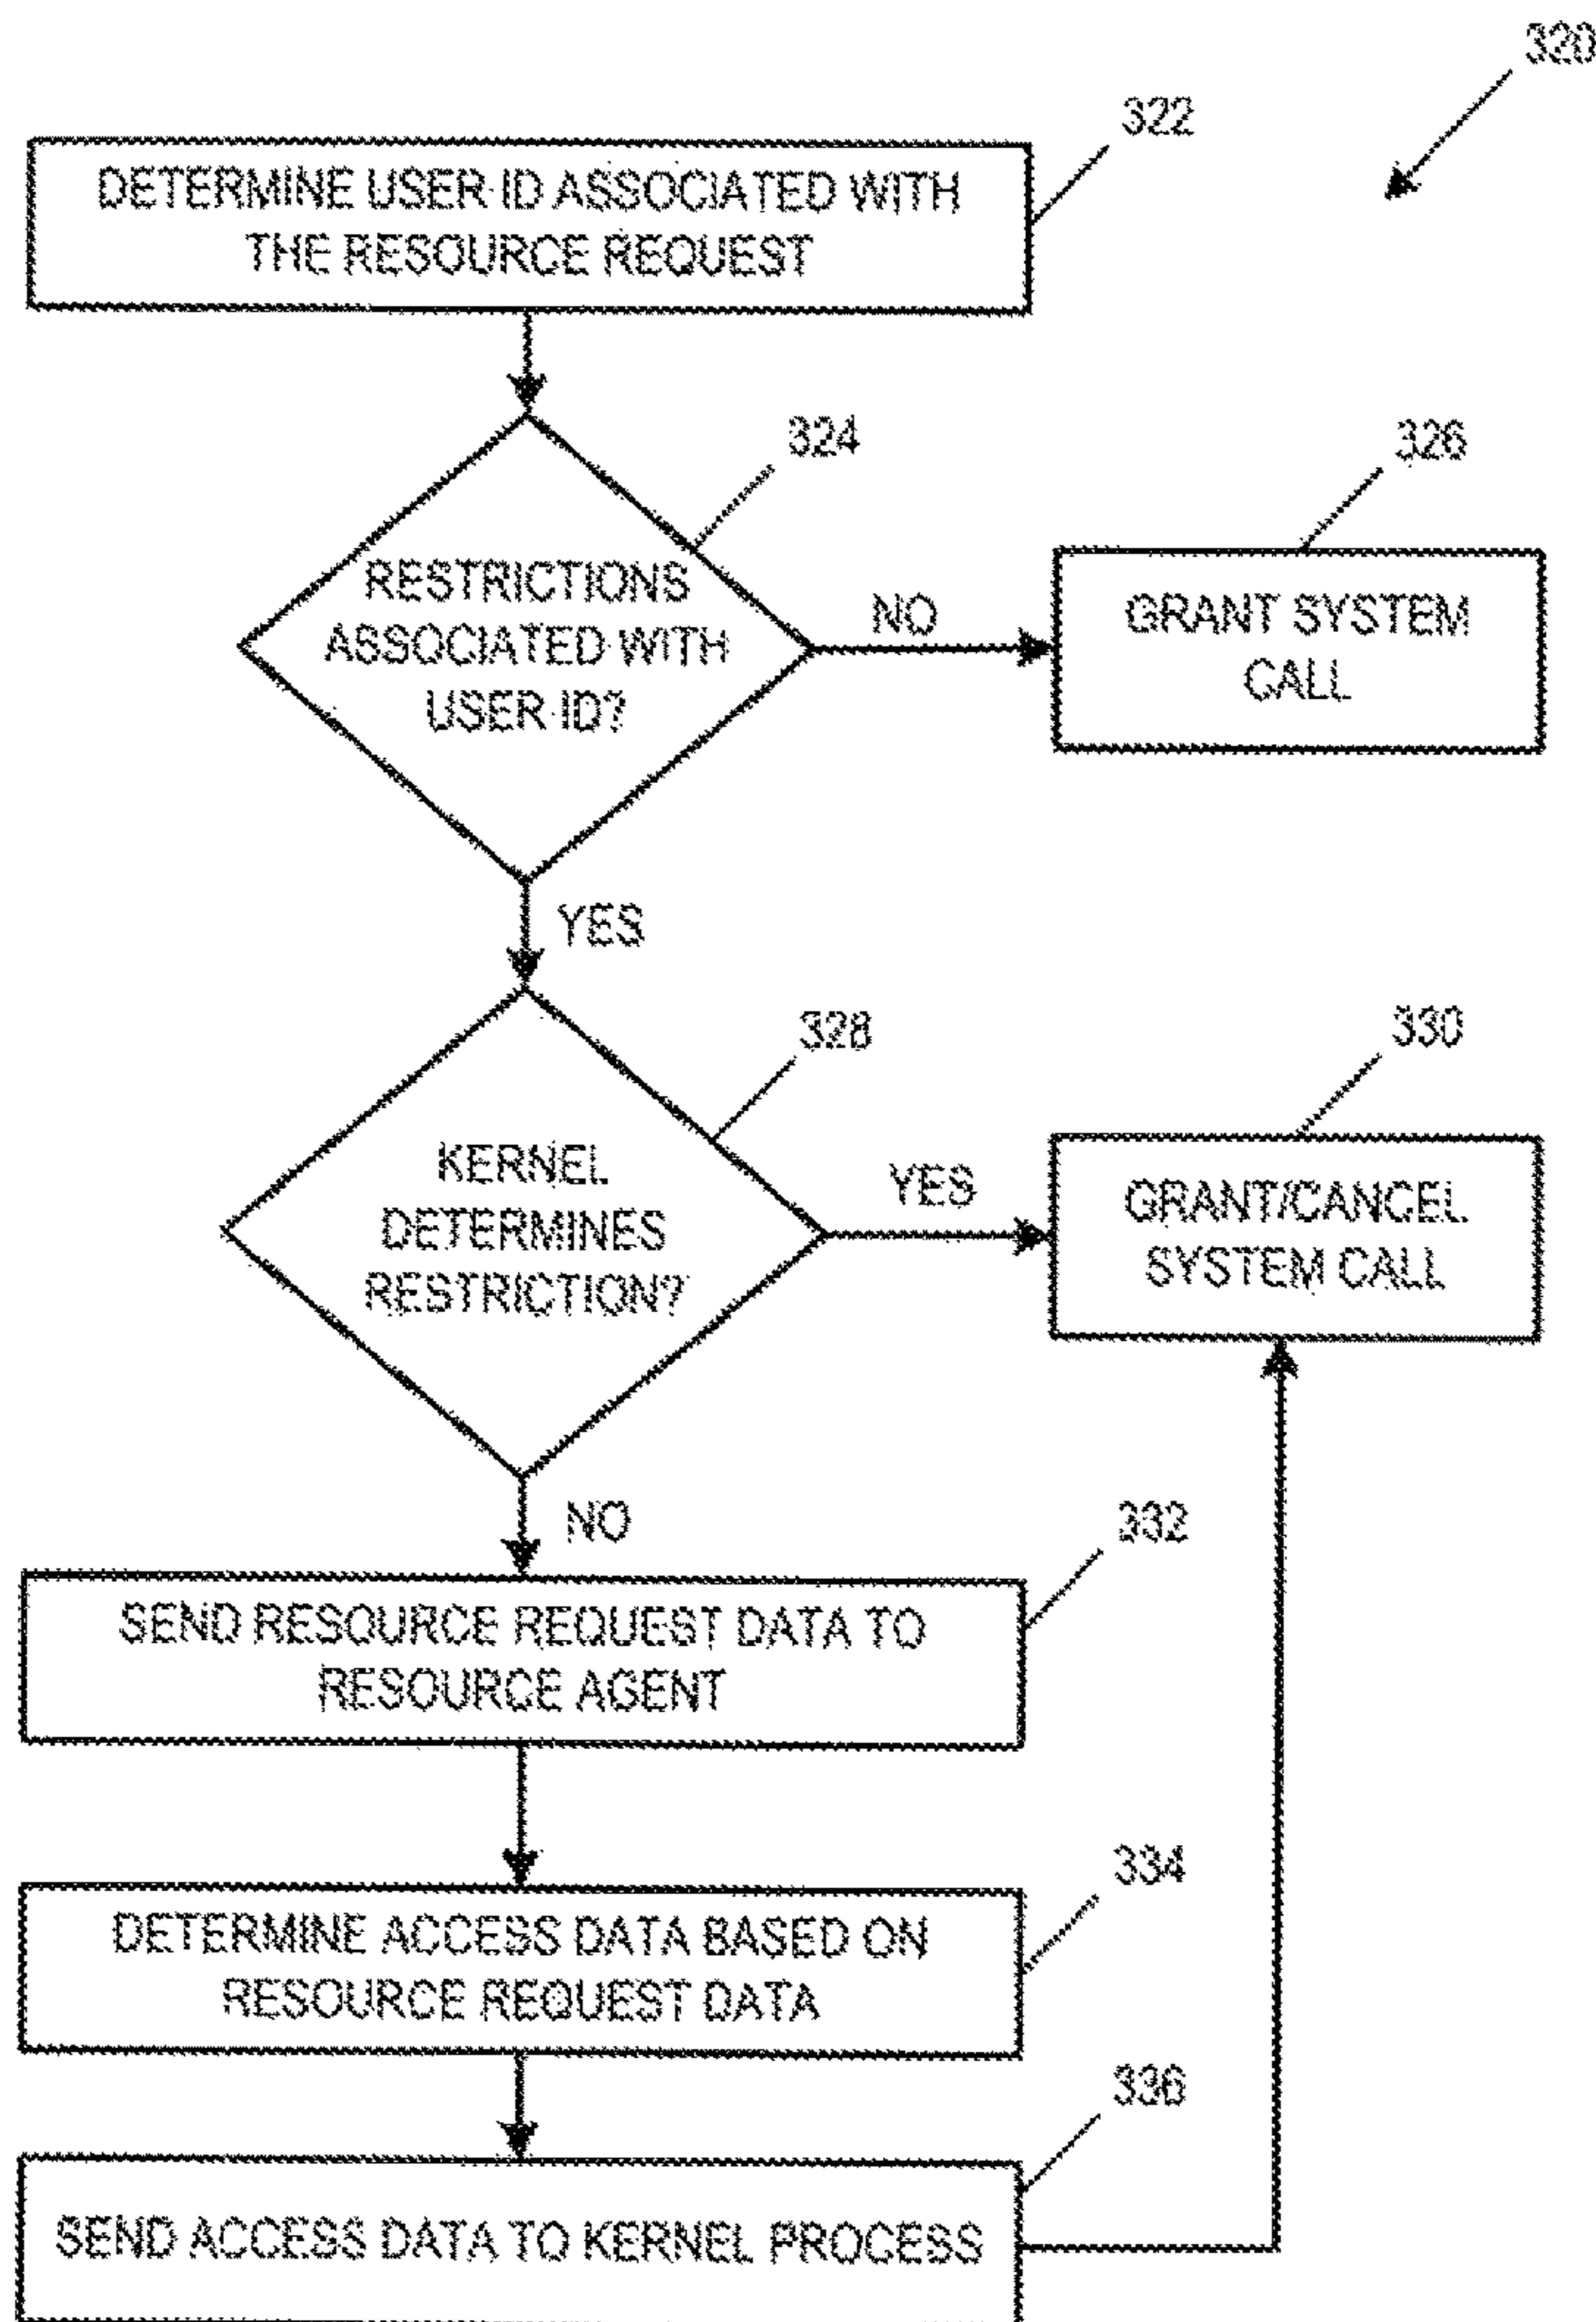 320
322
DETERMINE USER ID ASSOCIATED WITH
THE RESOURCE REQUEST
324
326
RESTRICTIONS
ASSOCIATED WITH
USER ID?
NO
GRANT SYSTEM
CALL
YES
328
330
KERNEL
DETERMINES
RESTRICTION?
YES
GRANT/CANCEL
SYSTEM CALL
NO
332
SEND RESOURCE REQUEST DATA TO
RESOURCE AGENT
334
DETERMINE ACCESS DATA BASED ON
RESOURCE REQUEST DATA
336
SEND ACCESS DATA TO KERNEL PROCESS